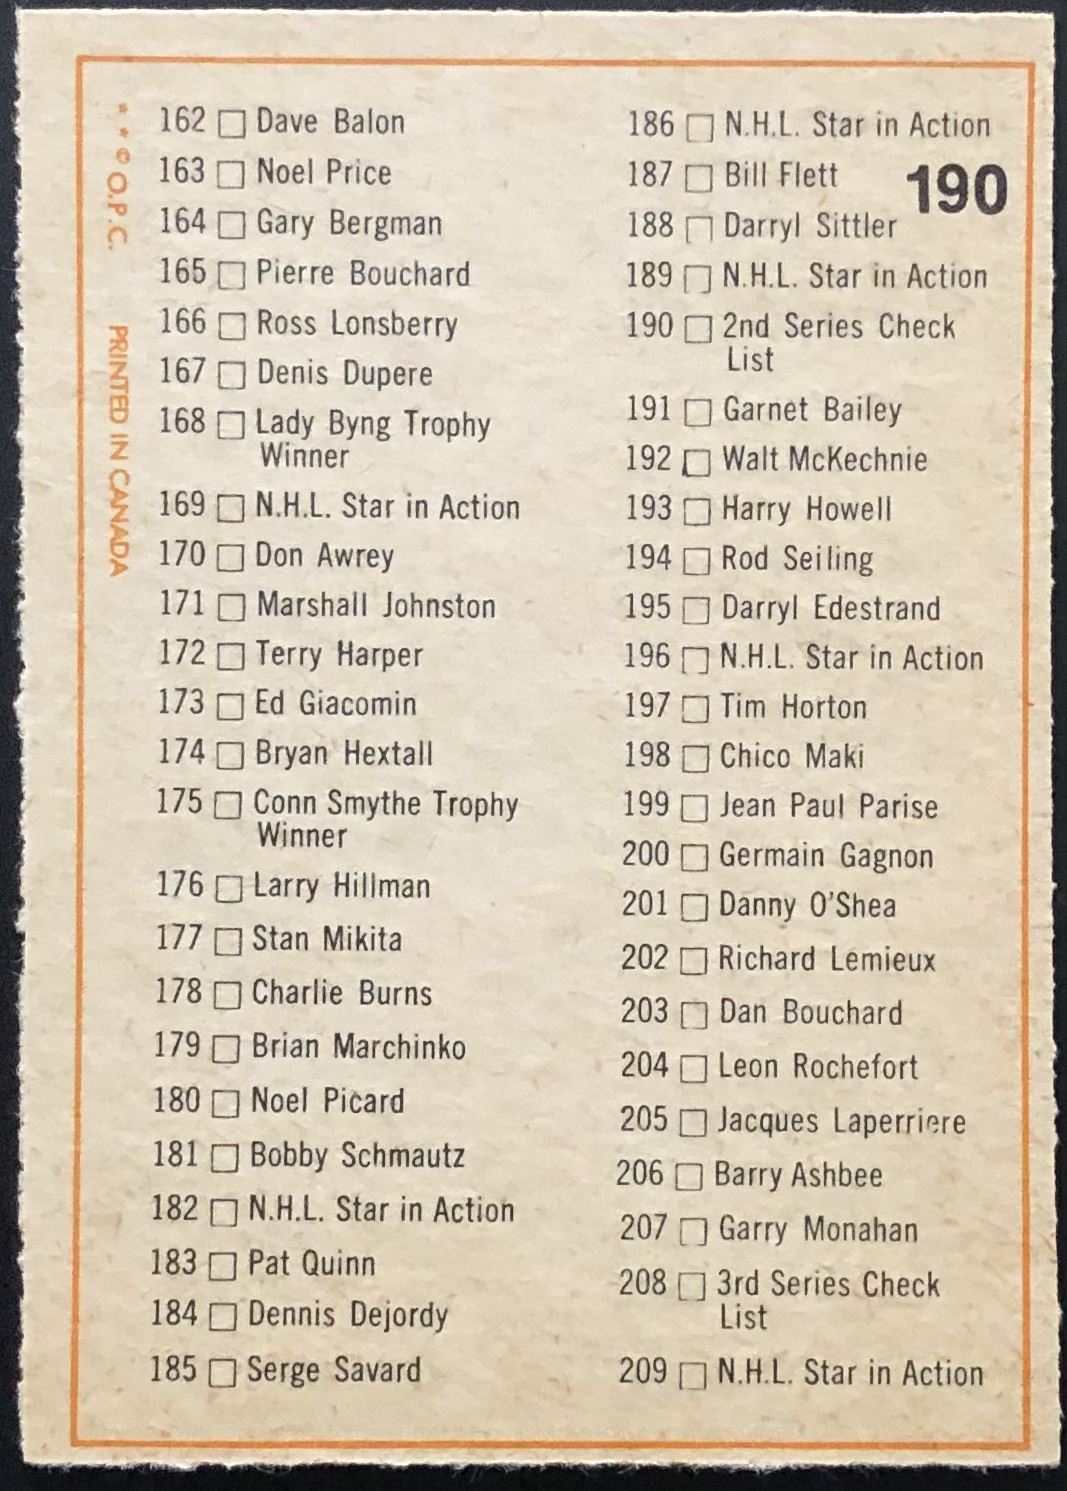 * * © O.P.C. PRINTED IN CANADA
162 Dave Balon
163 Noel Price
164 Gary Bergman
165 Pierre Bouchard
166 Ross Lonsberry
167 Denis Dupere
168 Lady Byng Trophy
Winner
169 N.H.L. Star in Action
170 Don Awrey
171 Marshall Johnston
172 Terry Harper
173 Ed Giacomin
174 Bryan Hextall
175 Conn Smythe Trophy
Winner
176 Larry Hillman
177 Stan Mikita
178 Charlie Burns
179 Brian Marchinko
180 Noel Picard
181 Bobby Schmautz
182 N.H.L. Star in Action
183 Pat Quinn
184 Dennis Dejordy
185 Serge Savard
186 N.H.L. Star in Action
187 Bill Flett
190
188 Darryl Sittler
189 N.H.L. Star in Action
190 2nd Series Check
List
191 Garnet Bailey
192 Walt McKechnie
193 Harry Howell
194 Rod Seiling
195 Darryl Edestrand
196 N.H.L. Star in Action
197 Tim Horton
198 Chico Maki
199 Jean Paul Parise
200 Germain Gagnon
201 Danny O'Shea
202 Richard Lemieux
203 Dan Bouchard
204 Leon Rochefort
205 Jacques Laperriere
206 Barry Ashbee
207 Garry Monahan
208 3rd Series Check
List
209 N.H.L. Star in Action